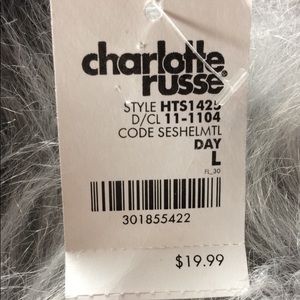 charlotte
russe
STYLE HTS1425
D/CL 11-1104
CODE SESHELMTL
DAY
L
FL_30
301855422
$19.99